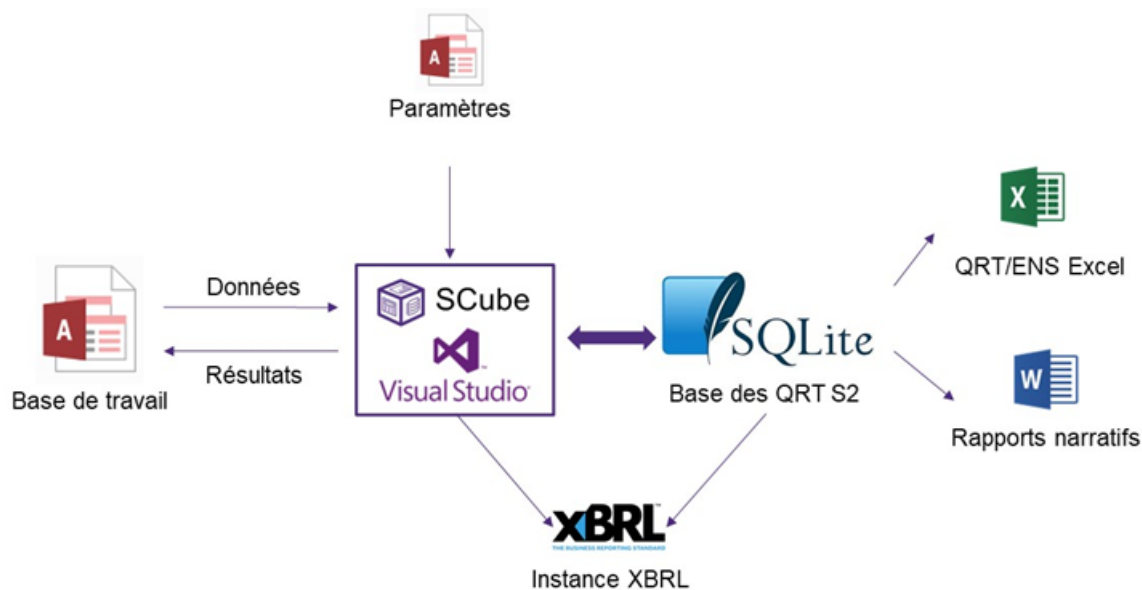 A
Paramètres
X
QRT/ENS Excel
Données
A
SCube
Visual Studio
SQLite
Résultats
Base de travail
Base des QRT S2
W
Rapports narratifs
XBRL™
THE BUSINESS REPORTING STANDARD
Instance XBRL